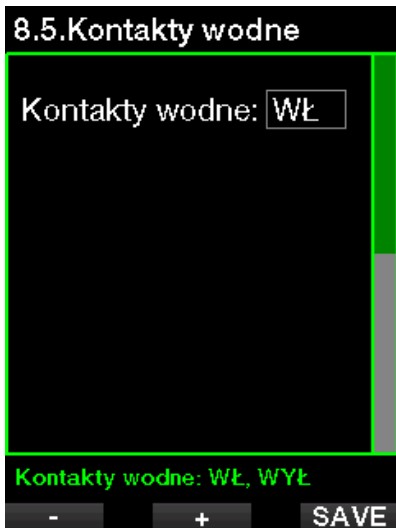 8.5.Kontakty wodne
Kontakty wodne: WŁ
Kontakty wodne: WŁ, WYŁ
- + SAVE